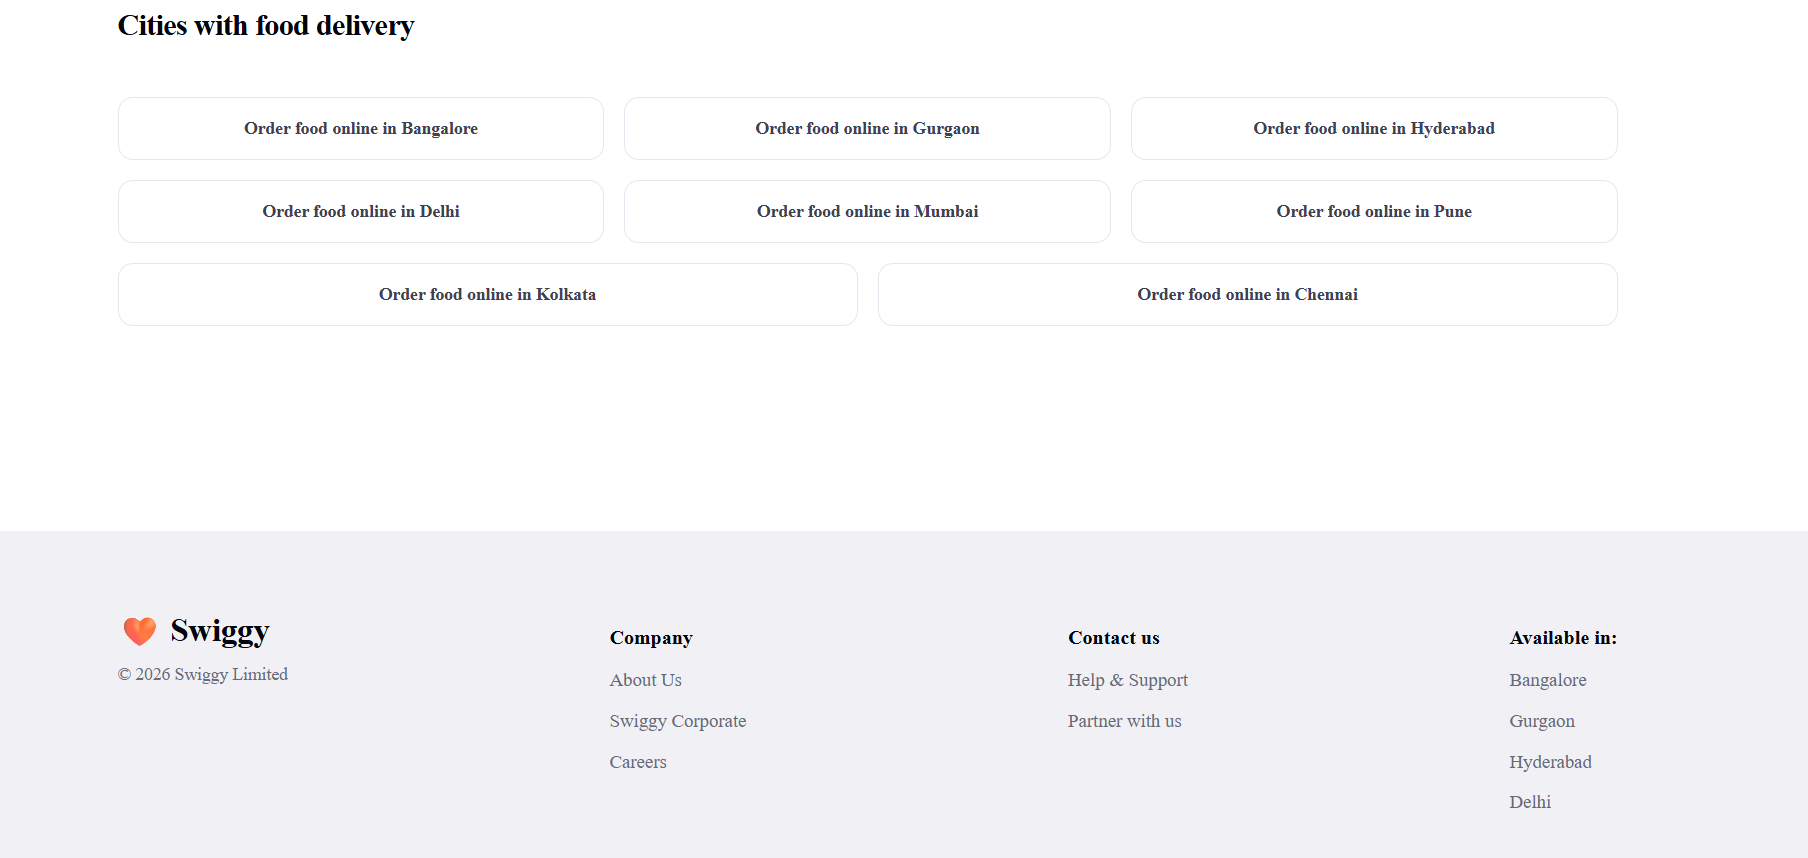 Cities with food delivery
Order food online in Bangalore
Order food online in Gurgaon
Order food online in Hyderabad
Order food online in Delhi
Order food online in Mumbai
Order food online in Pune
Order food online in Kolkata
Order food online in Chennai
Swiggy
© 2026 Swiggy Limited
Company
About Us
Swiggy Corporate
Careers
Contact us
Help & Support
Partner with us
Available in:
Bangalore
Gurgaon
Hyderabad
Delhi